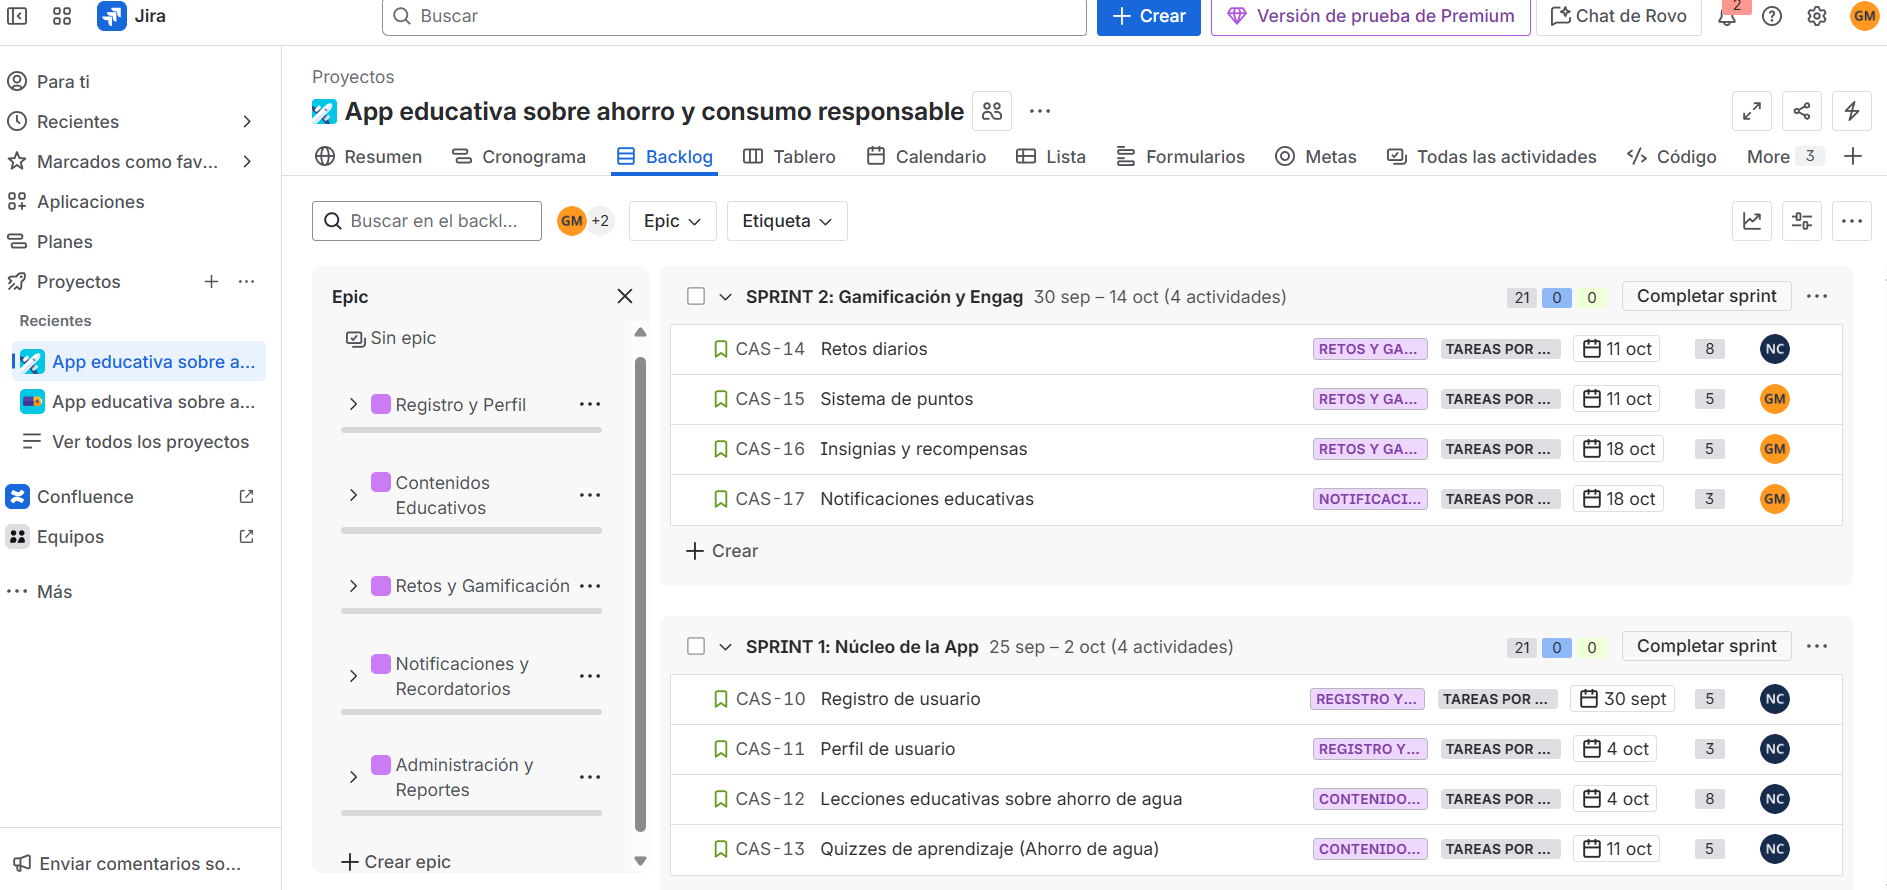 Jira
Buscar
Crear
Versión de prueba de Premium
Chat de Rovo
2
GM
Para ti
Recientes
Marcados como fav...
Aplicaciones
Planes
Proyectos
Recientes
App educativa sobre a...
App educativa sobre a...
Ver todos los proyectos
Confluence
Equipos
Más
Enviar comentarios so...
Proyectos
App educativa sobre ahorro y consumo responsable
Resumen
Cronograma
Backlog
Tablero
Calendario
Lista
Formularios
Metas
Todas las actividades
Código
More 3
Buscar en el backl...
GM +2
Epic
Etiqueta
Epic
Sin epic
Registro y Perfil
Contenidos
Educativos
Retos y Gamificación
Notificaciones y
Recordatorios
Administración y
Reportes
Crear epic
SPRINT 2: Gamificación y Engag 30 sep – 14 oct (4 actividades) 21 0 0 Completar sprint
CAS-14 Retos diarios RETOS Y GA... TAREAS POR ... 11 oct 8 NC
CAS-15 Sistema de puntos RETOS Y GA... TAREAS POR ... 11 oct 5 GM
CAS-16 Insignias y recompensas RETOS Y GA... TAREAS POR ... 18 oct 5 GM
CAS-17 Notificaciones educativas NOTIFICACI... TAREAS POR ... 18 oct 3 GM
Crear
SPRINT 1: Núcleo de la App 25 sep – 2 oct (4 actividades) 21 0 0 Completar sprint
CAS-10 Registro de usuario REGISTRO Y... TAREAS POR ... 30 sept 5 NC
CAS-11 Perfil de usuario REGISTRO Y... TAREAS POR ... 4 oct 3 NC
CAS-12 Lecciones educativas sobre ahorro de agua CONTENIDO... TAREAS POR ... 4 oct 8 NC
CAS-13 Quizzes de aprendizaje (Ahorro de agua) CONTENIDO... TAREAS POR ... 11 oct 5 NC